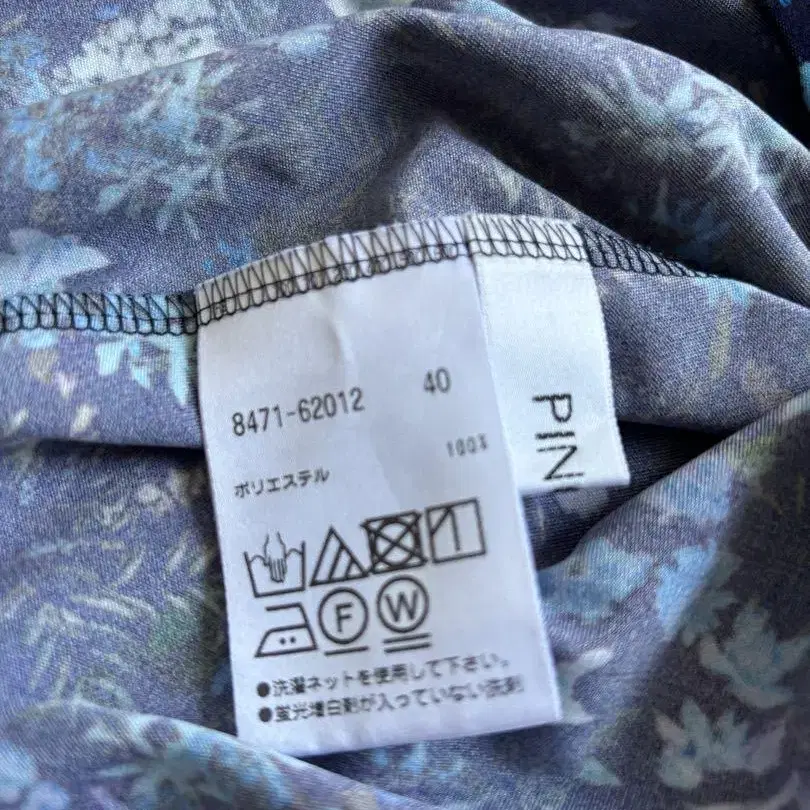 8471-62012 40
ポリエステル 100%
F W
●洗濯ネットを使用して下さい。
●蛍光増白剤が入っていない洗剤
PIN